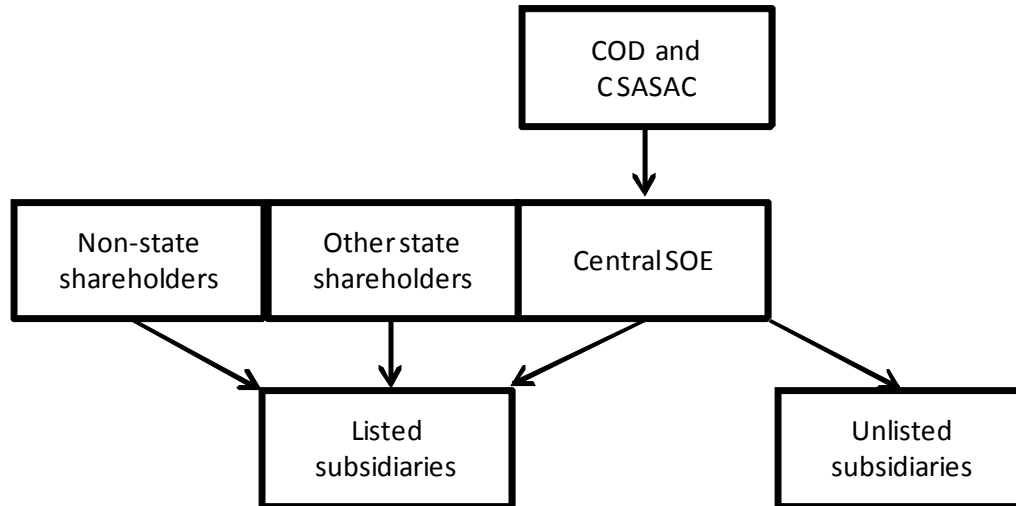 COD and
CSASAC
Non-state
shareholders
Other state
shareholders
Central SOE
Listed
subsidiaries
Unlisted
subsidiaries